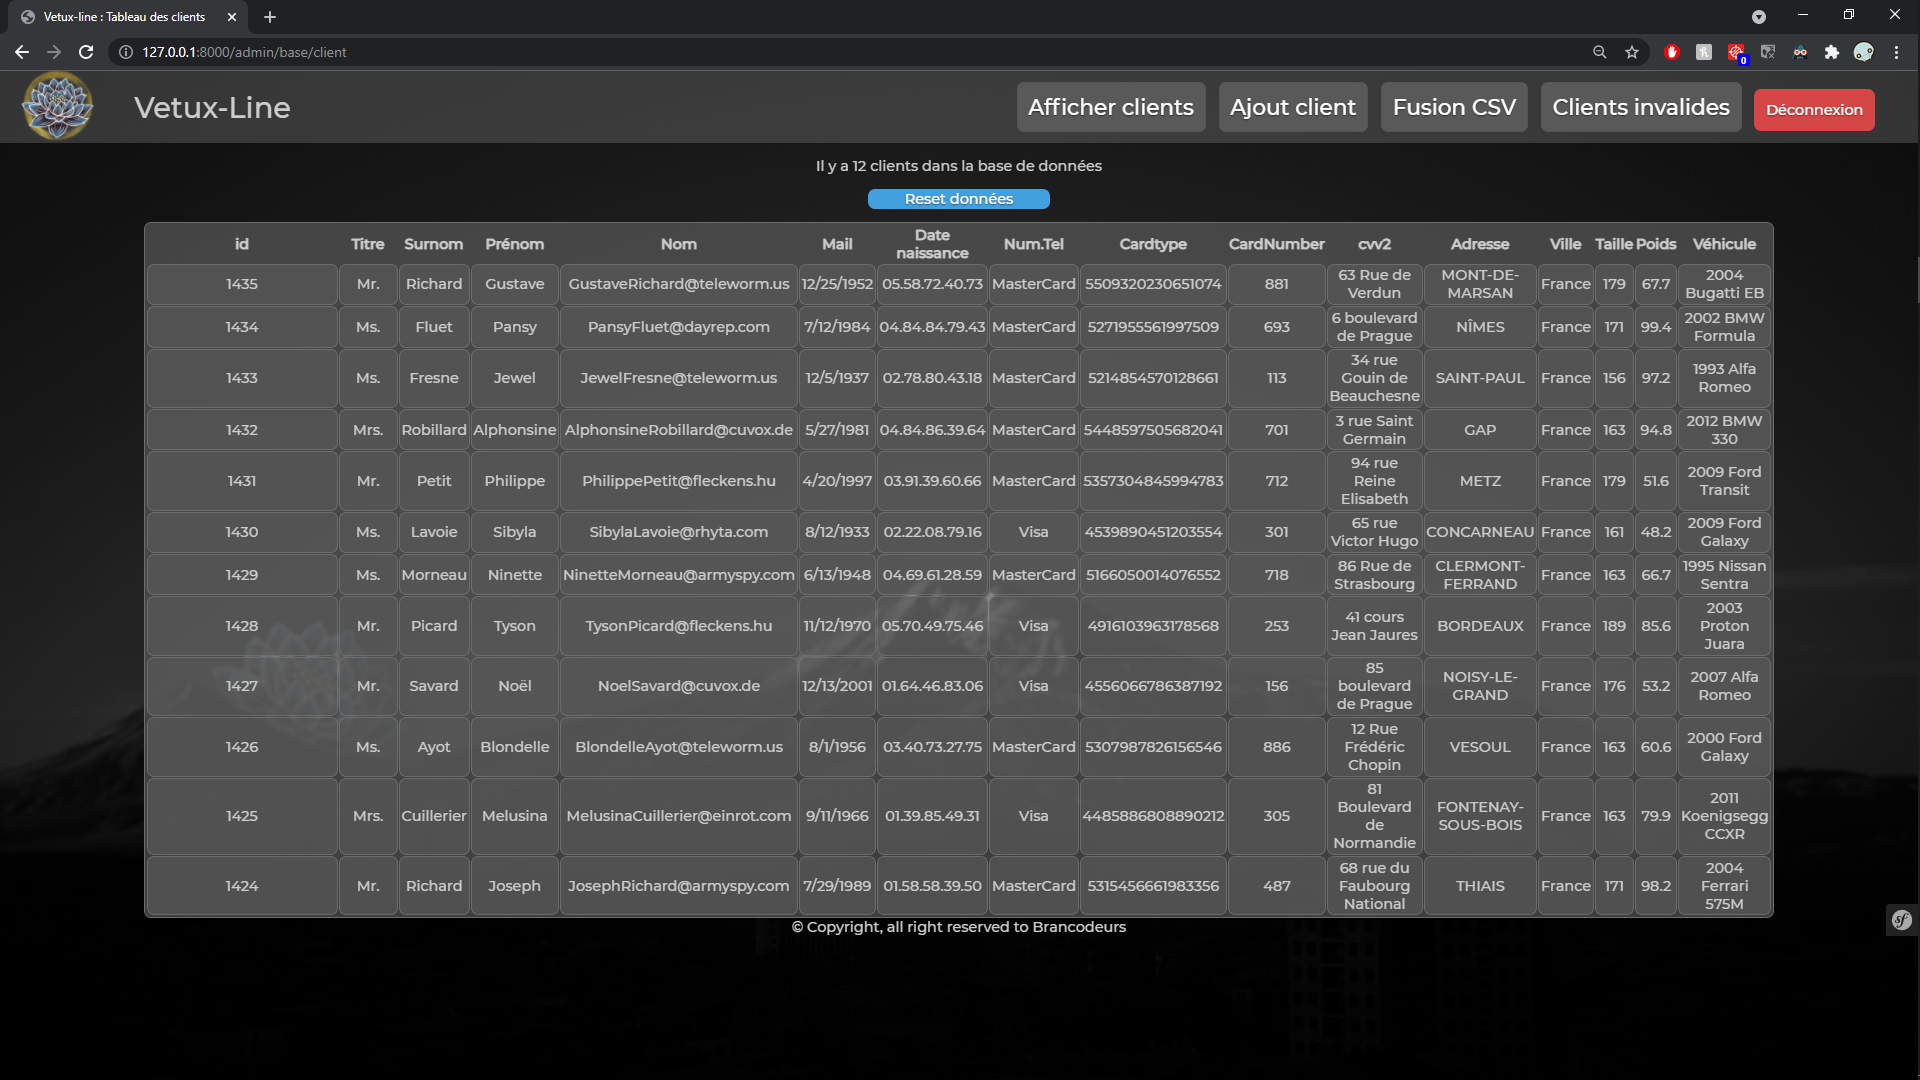 Vetux-line : Tableau des clients
127.0.0.1:8000/admin/base/client
0
Vetux-Line
Afficher clients
Ajout client
Fusion CSV
Clients invalides
Déconnexion
Il y a 12 clients dans la base de données
Reset données
id Titre Surnom Prénom Nom Mail Date naissance Num.Tel Cardtype CardNumber cvv2 Adresse Ville Taille Poids Véhicule
1435 Mr. Richard Gustave GustaveRichard@teleworm.us 12/25/1952 05.58.72.40.73 MasterCard 5509320230651074 881 63 Rue de Verdun MONT-DE-MARSAN France 179 67.7 2004 Bugatti EB
1434 Ms. Fluet Pansy PansyFluet@dayrep.com 7/12/1984 04.84.84.79.43 MasterCard 5271955561997509 693 6 boulevard de Prague NÎMES France 171 99.4 2002 BMW Formula
1433 Ms. Fresne Jewel JewelFresne@teleworm.us 12/5/1937 02.78.80.43.18 MasterCard 5214854570128661 113 34 rue Gouin de Beauchesne SAINT-PAUL France 156 97.2 1993 Alfa Romeo
1432 Mrs. Robillard Alphonsine AlphonsineRobillard@cuvox.de 5/27/1981 04.84.86.39.64 MasterCard 5448597505682041 701 3 rue Saint Germain GAP France 163 94.8 2012 BMW 330
1431 Mr. Petit Philippe PhilippePetit@fleckens.hu 4/20/1997 03.91.39.60.66 MasterCard 5357304845994783 712 94 rue Reine Elisabeth METZ France 179 51.6 2009 Ford Transit
1430 Ms. Lavoie Sibyla SibylaLavoie@rhyta.com 8/12/1933 02.22.08.79.16 Visa 4539890451203554 301 65 rue Victor Hugo CONCARNEAU France 161 48.2 2009 Ford Galaxy
1429 Ms. Morneau Ninette NinetteMorneau@armyspy.com 6/13/1948 04.69.61.28.59 MasterCard 5166050014076552 718 86 Rue de Strasbourg CLERMONT-FERRAND France 163 66.7 1995 Nissan Sentra
1428 Mr. Picard Tyson TysonPicard@fleckens.hu 11/12/1970 05.70.49.75.46 Visa 4916103963178568 253 41 cours Jean Jaures BORDEAUX France 189 85.6 2003 Proton Juara
1427 Mr. Savard Noël NoelSavard@cuvox.de 12/13/2001 01.64.46.83.06 Visa 4556066786387192 156 85 boulevard de Prague NOISY-LE-GRAND France 176 53.2 2007 Alfa Romeo
1426 Ms. Ayot Blondelle BlondelleAyot@teleworm.us 8/1/1956 03.40.73.27.75 MasterCard 5307987826156546 886 12 Rue Frédéric Chopin VESOUL France 163 60.6 2000 Ford Galaxy
1425 Mrs. Cuillerier Melusina MelusinaCuillerier@einrot.com 9/11/1966 01.39.85.49.31 Visa 4485886808890212 305 81 Boulevard de Normandie FONTENAY-SOUS-BOIS France 163 79.9 2011 Koenigsegg CCXR
1424 Mr. Richard Joseph JosephRichard@armyspy.com 7/29/1989 01.58.58.39.50 MasterCard 5315456661983356 487 68 rue du Faubourg National THIAIS France 171 98.2 2004 Ferrari 575M
© Copyright, all right reserved to Brancodeurs
sf